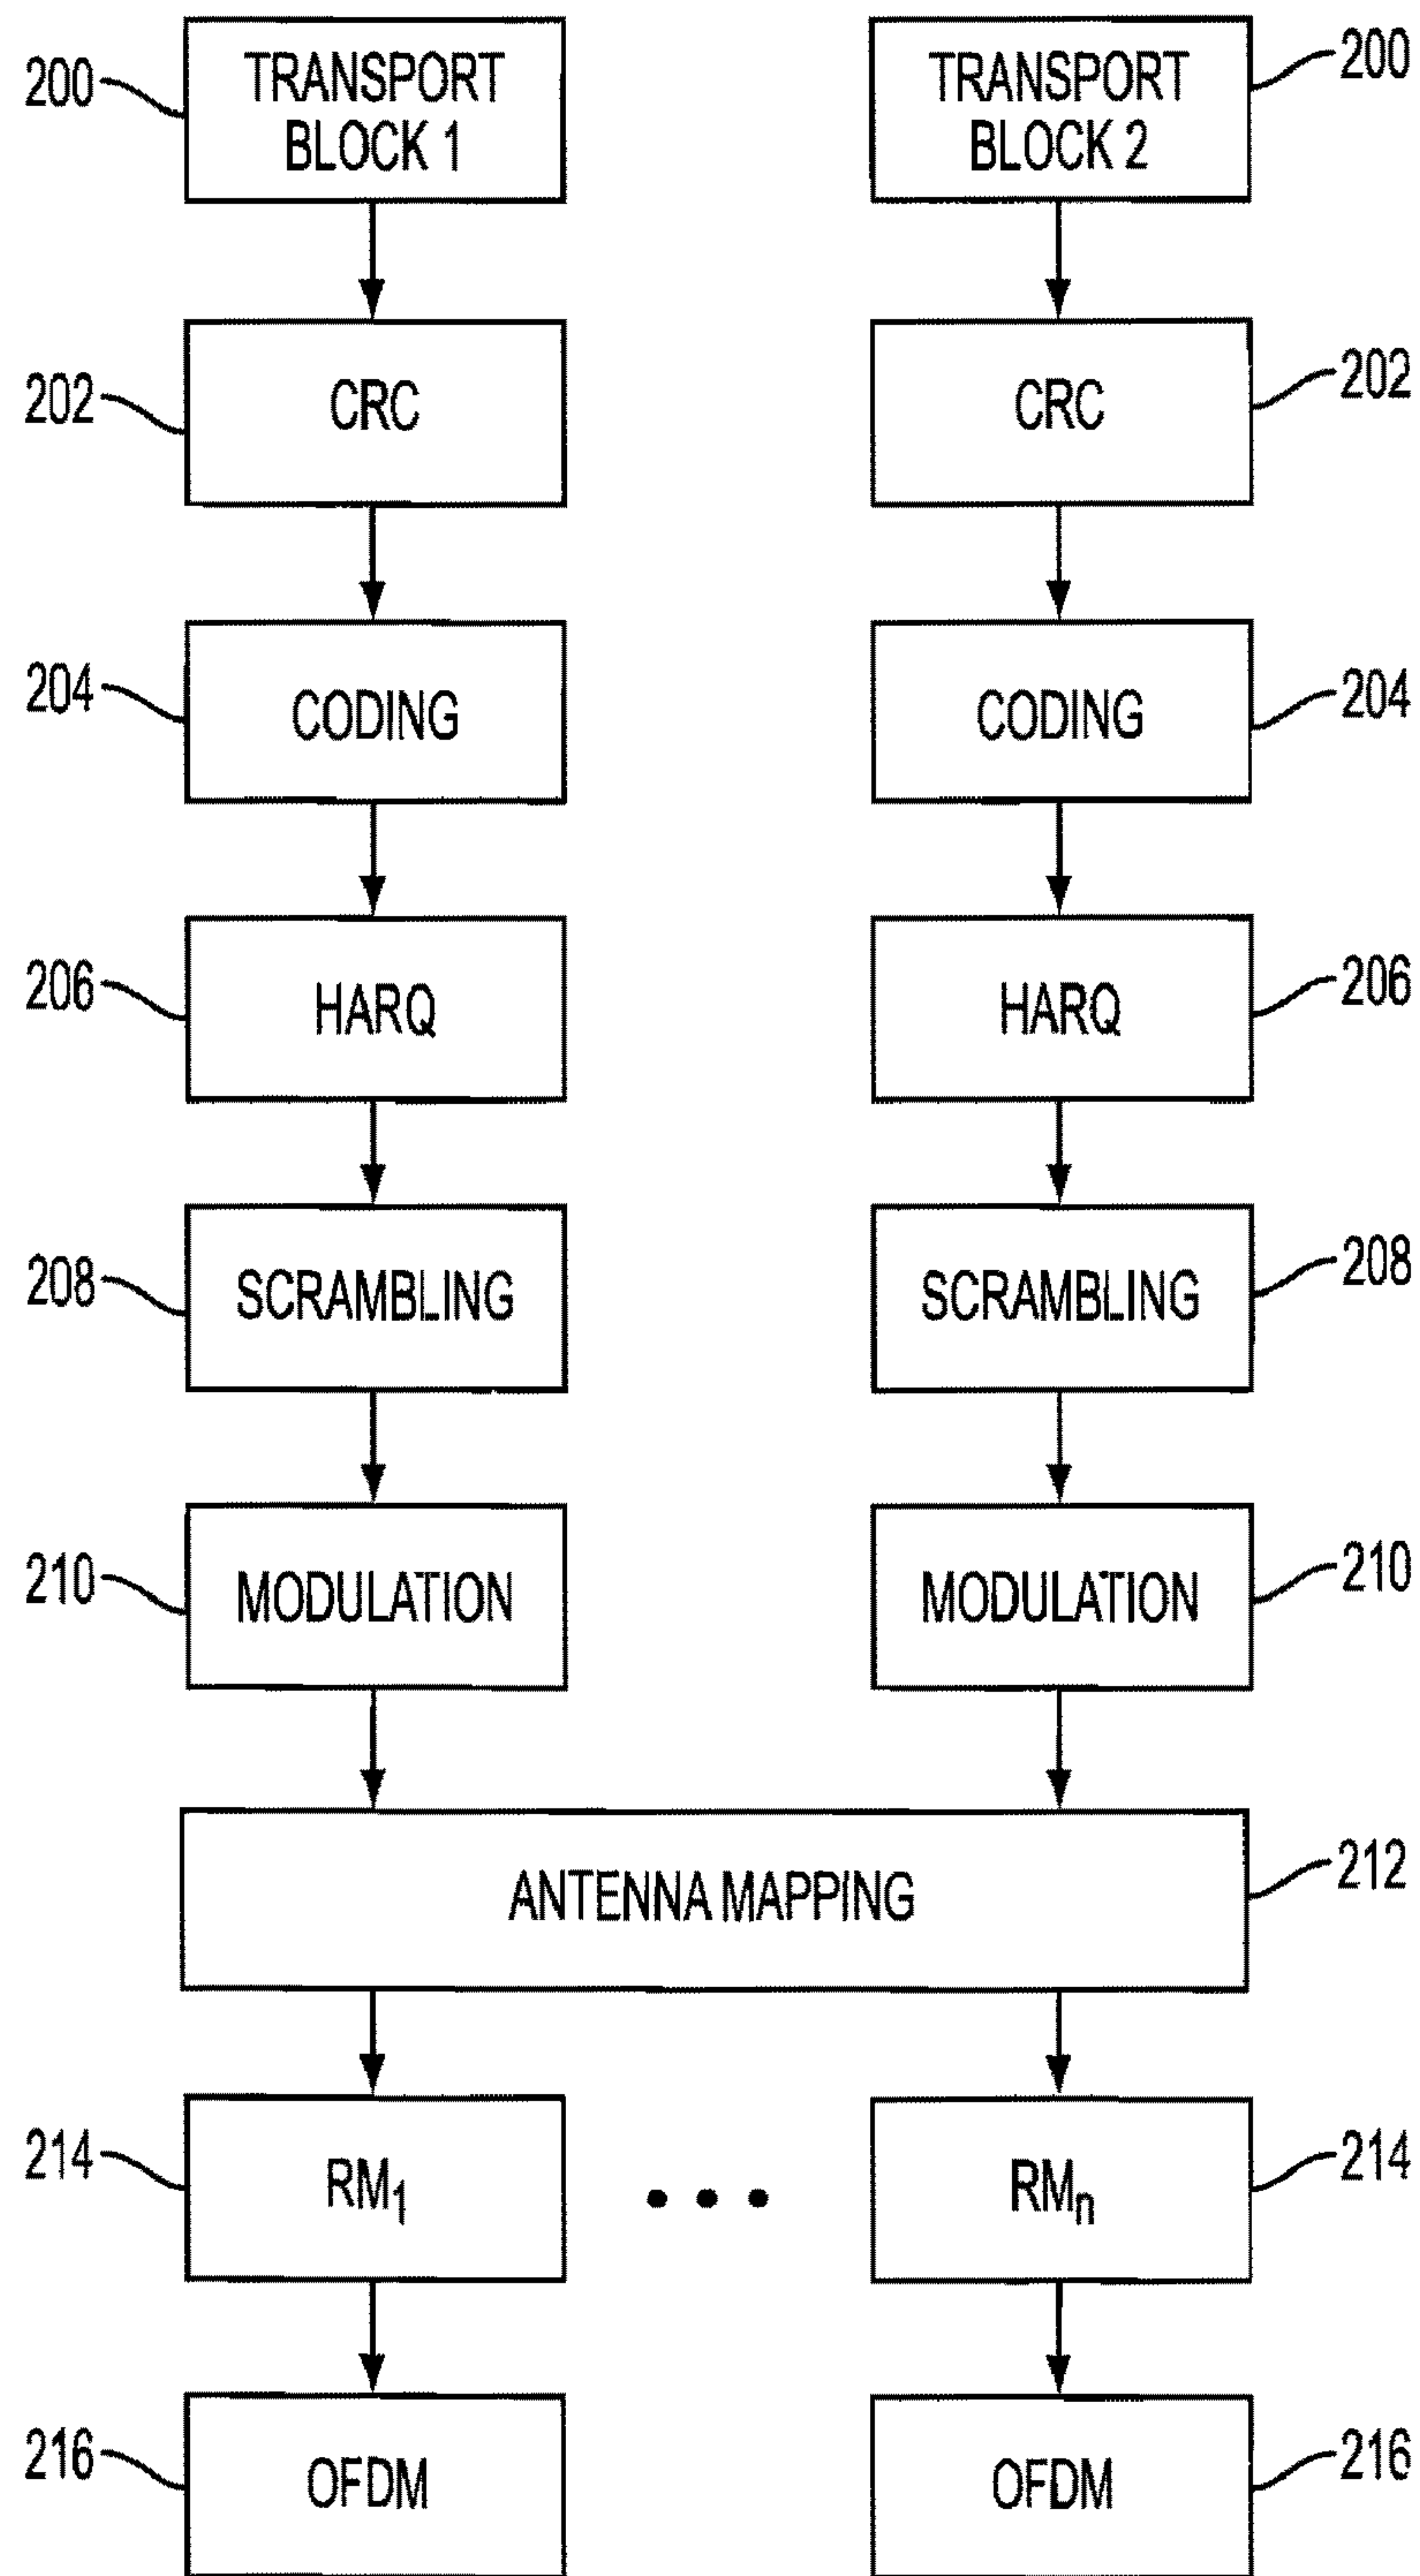 200
TRANSPORT
BLOCK 1
TRANSPORT
BLOCK 2
200
202
CRC
CRC
202
204
CODING
CODING
204
206
HARQ
HARQ
206
208
SCRAMBLING
SCRAMBLING
208
210
MODULATION
MODULATION
210
ANTENNA MAPPING
212
214
RM1
• • •
RMn
214
216
OFDM
OFDM
216